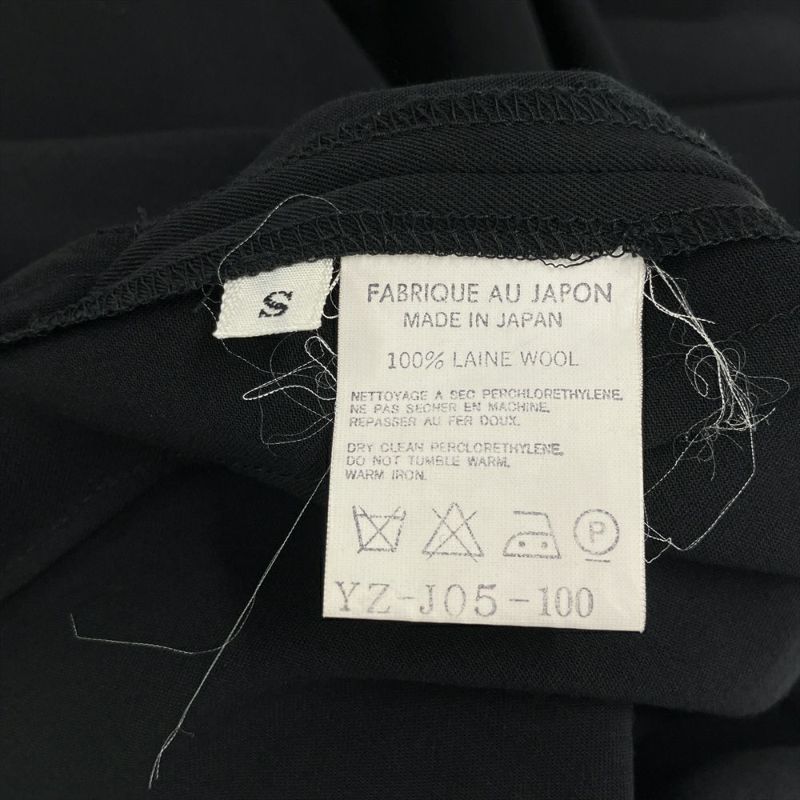 S
FABRIQUE AU JAPON
MADE IN JAPAN
100% LAINE WOOL
NETTOYAGE A SEC PERCHLORETHYLENE.
NE PAS SECHER EN MACHINE.
REPASSER AU FER DOUX.
DRY CLEAN PERCLORETHYLENE.
DO NOT TUMBLE WARM.
WARM IRON.
P
YZ-J05-100